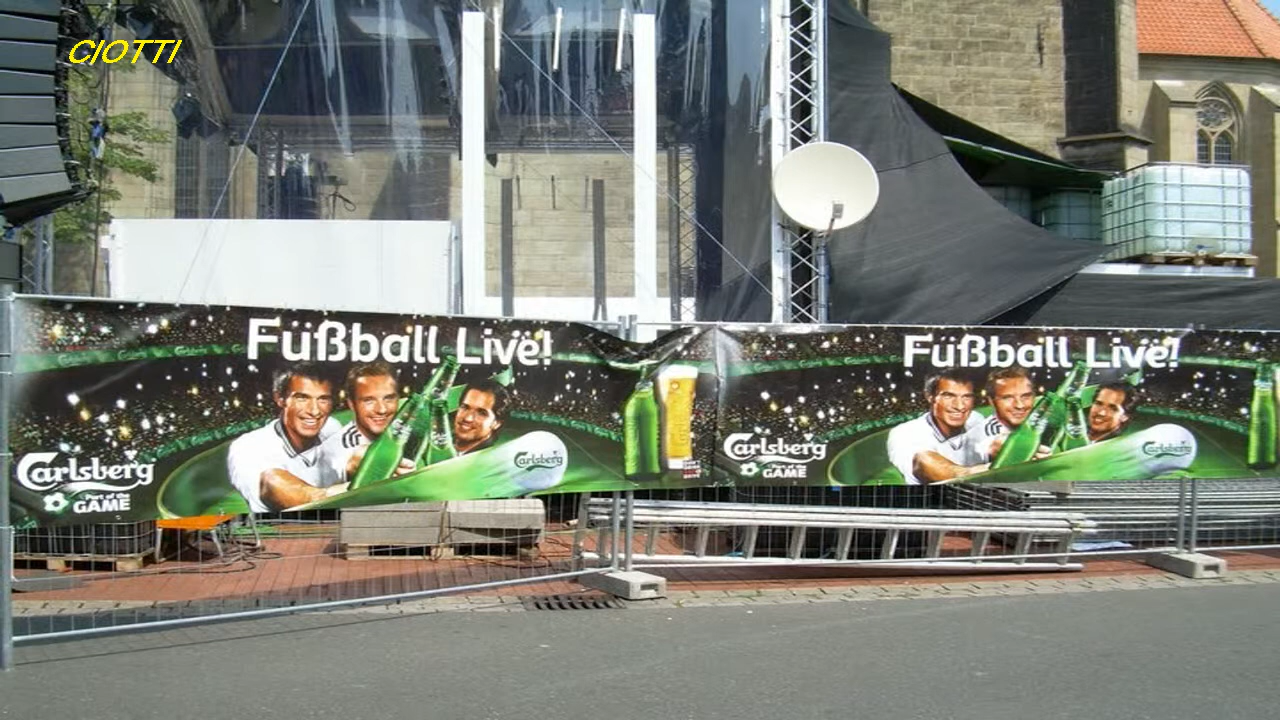 CIOTTI
Fußball Live!
Carlsberg
Part of the
GAME
Carlsberg
Fußball Live!
Carlsberg
Part of the
GAME
Carlsberg